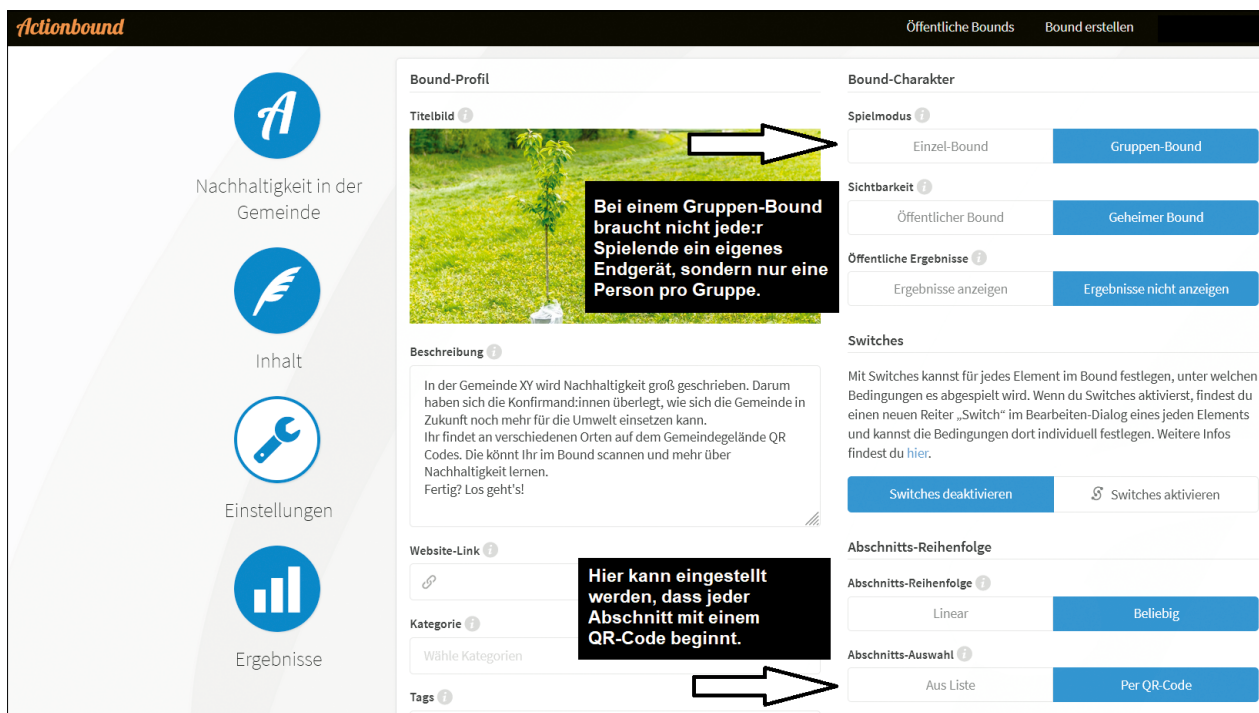 Actionbound
Öffentliche Bounds
Bound erstellen
Nachhaltigkeit in der
Gemeinde
Inhalt
Einstellungen
Ergebnisse
Bound-Profil
Titelbild
Bei einem Gruppen-Bound
braucht nicht jede:r
Spielende ein eigenes
Endgerät, sondern nur eine
Person pro Gruppe.
Beschreibung
In der Gemeinde XY wird Nachhaltigkeit groß geschrieben. Darum
haben sich die Konfirmand:innen überlegt, wie sich die Gemeinde in
Zukunft noch mehr für die Umwelt einsetzen kann.
Ihr findet an verschiedenen Orten auf dem Gemeindegelände QR
Codes. Die könnt Ihr im Bound scannen und mehr über
Nachhaltigkeit lernen.
Fertig? Los geht's!
Website-Link
Hier kann eingestellt
werden, dass jeder
Abschnitt mit einem
QR-Code beginnt.
Kategorie
Wähle Kategorien
Tags
Bound-Charakter
Spielmodus
Einzel-Bound
Gruppen-Bound
Sichtbarkeit
Öffentlicher Bound
Geheimer Bound
Öffentliche Ergebnisse
Ergebnisse anzeigen
Ergebnisse nicht anzeigen
Switches
Mit Switches kannst für jedes Element im Bound festlegen, unter welchen
Bedingungen es abgespielt wird. Wenn du Switches aktivierst, findest du
einen neuen Reiter „Switch“ im Bearbeiten-Dialog eines jeden Elements
und kannst die Bedingungen dort individuell festlegen. Weitere Infos
findest du hier.
Switches deaktivieren
Switches aktivieren
Abschnitts-Reihenfolge
Abschnitts-Reihenfolge
Linear
Beliebig
Abschnitts-Auswahl
Aus Liste
Per QR-Code